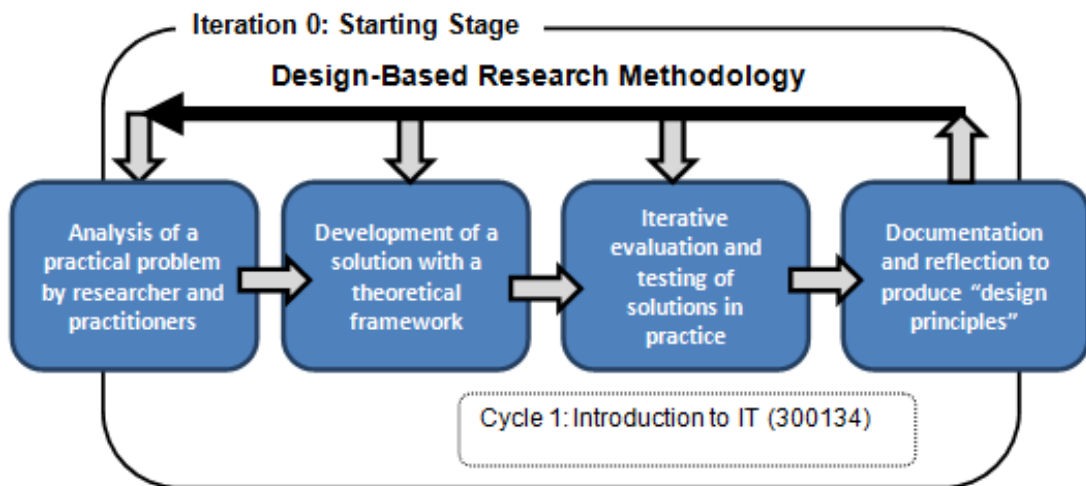 Iteration 0: Starting Stage
Design-Based Research Methodology
Analysis of a
practical problem
by researcher and
practitioners
Development of a
solution with a
theoretical
framework
Iterative
evaluation and
testing of
solutions in
practice
Documentation
and reflection to
produce “design
principles”
Cycle 1: Introduction to IT (300134)